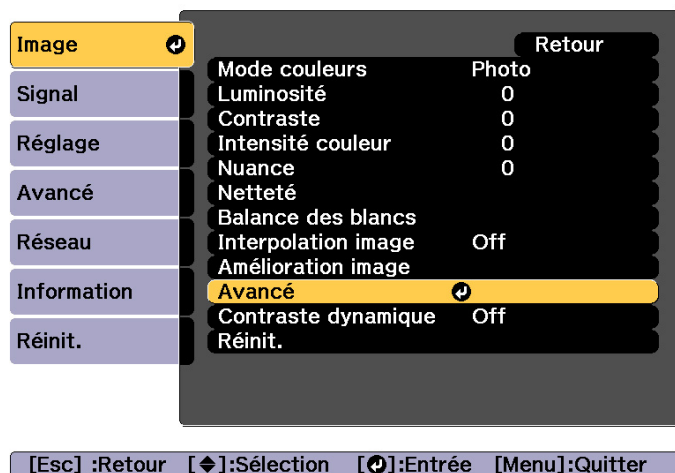 Image
Signal
Réglage
Avancé
Réseau
Information
Réinit.
Retour
Mode couleurs Photo
Luminosité 0
Contraste 0
Intensité couleur 0
Nuance 0
Netteté
Balance des blancs
Interpolation image Off
Amélioration image
Avancé
Contraste dynamique Off
Réinit.
[Esc] :Retour [◆]:Sélection [↵]:Entrée [Menu]:Quitter